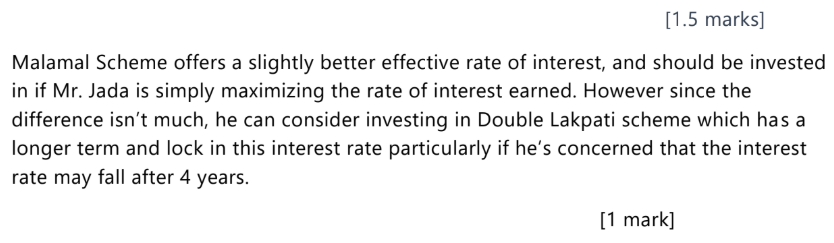 [1.5 marks]
Malamal Scheme offers a slightly better effective rate of interest, and should be invested
in if Mr. Jada is simply maximizing the rate of interest earned. However since the
difference isn't much, he can consider investing in Double Lakpati scheme which has a
longer term and lock in this interest rate particularly if he's concerned that the interest
rate may fall after 4 years.
[1 mark]